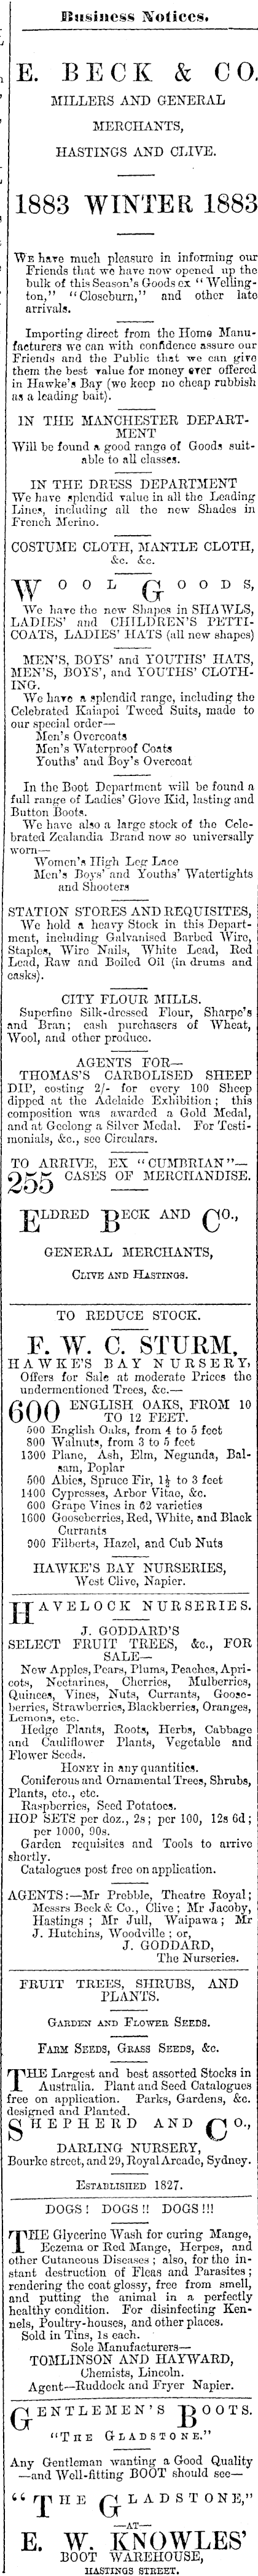 Business Notices.
E. BECK & CO.
MILLERS AND GENERAL
MERCHANTS,
HASTINGS AND CLIVE.
1883 WINTER 1883
WE have much pleasure in informing our
Friends that we have now opened up the
bulk of this Season's Goods ex "Welling-
ton," "Closeburn," and other late
arrivals.
Importing direct from the Home Manu-
facturers we can with confidence assure our
Friends and the Public that we can give
them the best value for money ever offered
in Hawke's Bay (we keep no cheap rubbish
as a leading bait).
IN THE MANCHESTER DEPART-
MENT
Will be found a good range of Goods suit-
able to all classes.
IN THE DRESS DEPARTMENT
We have splendid value in all the Leading
Lines, including all the new Shades in
French Merino.
COSTUME CLOTH, MANTLE CLOTH,
&c. &c.
WOOL GOODS,
We have the new Shapes in SHAWLS,
LADIES' and CHILDREN'S PETTI-
COATS, LADIES' HATS (all new shapes)
MEN'S, BOYS' and YOUTHS' HATS,
MEN'S, BOYS', and YOUTHS' CLOTH-
ING.
We have a splendid range, including the
Celebrated Kaiapoi Tweed Suits, made to
our special order—
Men's Overcoats
Men's Waterproof Coats
Youths' and Boy's Overcoat
In the Boot Department will be found a
full range of Ladies' Glove Kid, lasting and
Button Boots.
We have also a large stock of the Cele-
brated Zealandia Brand now so universally
worn—
Women's High Leg Lace
Men's Boys' and Youths' Watertights
and Shooters
STATION STORES AND REQUISITES,
We hold a heavy Stock in this Depart-
ment, including Galvanised Barbed Wire,
Staples, Wire Nails, White Lead, Red
Lead, Raw and Boiled Oil (in drums and
casks).
CITY FLOUR MILLS.
Superfine Silk-dressed Flour, Sharpe's
and Bran; cash purchasers of Wheat,
Wool, and other produce.
AGENTS FOR—
THOMAS'S CARBOLISED SHEEP
DIP, costing 2/- for every 100 Sheep
dipped at the Adelaide Exhibition; this
composition was awarded a Gold Medal,
and at Geelong a Silver Medal. For Testi-
monials, &c., see Circulars.
TO ARRIVE, EX "CUMBRIAN"—
255 CASES OF MERCHANDISE.
ELDRED BECK AND CO.,
GENERAL MERCHANTS,
CLIVE AND HASTINGS.
TO REDUCE STOCK.
F. W. C. STURM,
HAWKE'S BAY NURSERY,
Offers for Sale at moderate Prices the
undermentioned Trees, &c.—
600 ENGLISH OAKS, FROM 10
TO 12 FEET.
500 English Oaks, from 4 to 5 feet
800 Walnuts, from 3 to 5 feet
1300 Plane, Ash, Elm, Negunda, Bal-
sam, Poplar
500 Abies, Spruce Fir, 1½ to 3 feet
1400 Cypresses, Arbor Vitae, &c.
600 Grape Vines in 62 varieties
1600 Gooseberries, Red, White, and Black
Currants
900 Filberts, Hazel, and Cub Nuts
HAWKE'S BAY NURSERIES,
West Clive, Napier.
HAVELOCK NURSERIES.
J. GODDARD'S
SELECT FRUIT TREES, &c., FOR
SALE—
New Apples, Pears, Plums, Peaches, Apri-
cots, Nectarines, Cherries, Mulberries,
Quinces, Vines, Nuts, Currants, Goose-
berries, Strawberries, Blackberries, Oranges,
Lemons, etc.
Hedge Plants, Roots, Herbs, Cabbage
and Cauliflower Plants, Vegetable and
Flower Seeds.
HONEY in any quantities.
Coniferous and Ornamental Trees, Shrubs,
Plants, etc., etc.
Raspberries, Seed Potatoes.
HOP SETS per doz., 2s; per 100, 12s 6d;
per 1000, 90s.
Garden requisites and Tools to arrive
shortly.
Catalogues post free on application.
AGENTS:—Mr Prebble, Theatre Royal;
Messrs Beck & Co., Clive; Mr Jacoby,
Hastings; Mr Jull, Waipawa; Mr
J. Hutchins, Woodville; or,
J. GODDARD,
The Nurseries.
FRUIT TREES, SHRUBS, AND
PLANTS.
GARDEN AND FLOWER SEEDS.
FARM SEEDS, GRASS SEEDS, &c.
THE Largest and best assorted Stocks in
Australia. Plant and Seed Catalogues
free on application. Parks, Gardens, &c.
designed and Planted.
SHEPHERD AND CO.,
DARLING NURSERY,
Bourke street, and 29, Royal Arcade, Sydney.
ESTABLISHED 1827.
DOGS! DOGS!! DOGS!!!
THE Glycerine Wash for curing Mange,
Eczema or Red Mange, Herpes, and
other Cutaneous Diseases; also, for the in-
stant destruction of Fleas and Parasites;
rendering the coat glossy, free from smell,
and putting the animal in a perfectly
healthy condition. For disinfecting Ken-
nels, Poultry-houses, and other places.
Sold in Tins, 1s each.
Sole Manufacturers—
TOMLINSON AND HAYWARD,
Chemists, Lincoln.
Agent—Ruddock and Fryer Napier.
GENTLEMEN'S BOOTS.
"THE GLADSTONE."
Any Gentleman wanting a Good Quality
—and Well-fitting BOOT should see—
"THE GLADSTONE,"
—AT—
E. W. KNOWLES'
BOOT WAREHOUSE,
HASTINGS STREET.